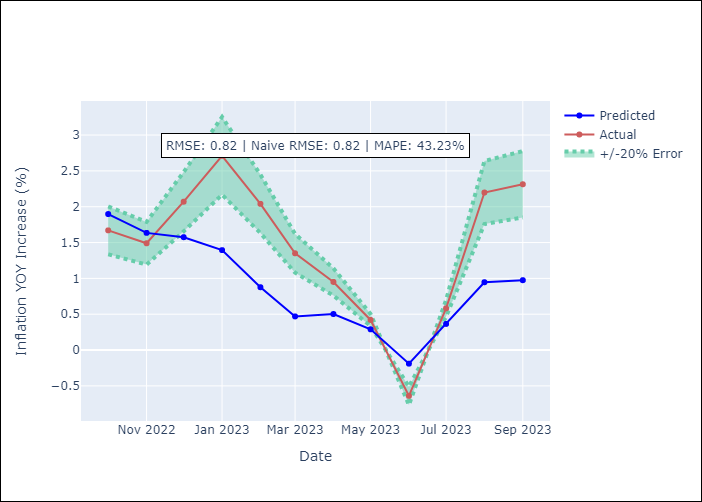 RMSE: 0.82 | Naive RMSE: 0.82 | MAPE: 43.23%
Predicted
Actual
+/-20% Error
Inflation YOY Increase (%)
3
2.5
2
1.5
1
0.5
0
−0.5
Nov 2022
Jan 2023
Mar 2023
May 2023
Jul 2023
Sep 2023
Date